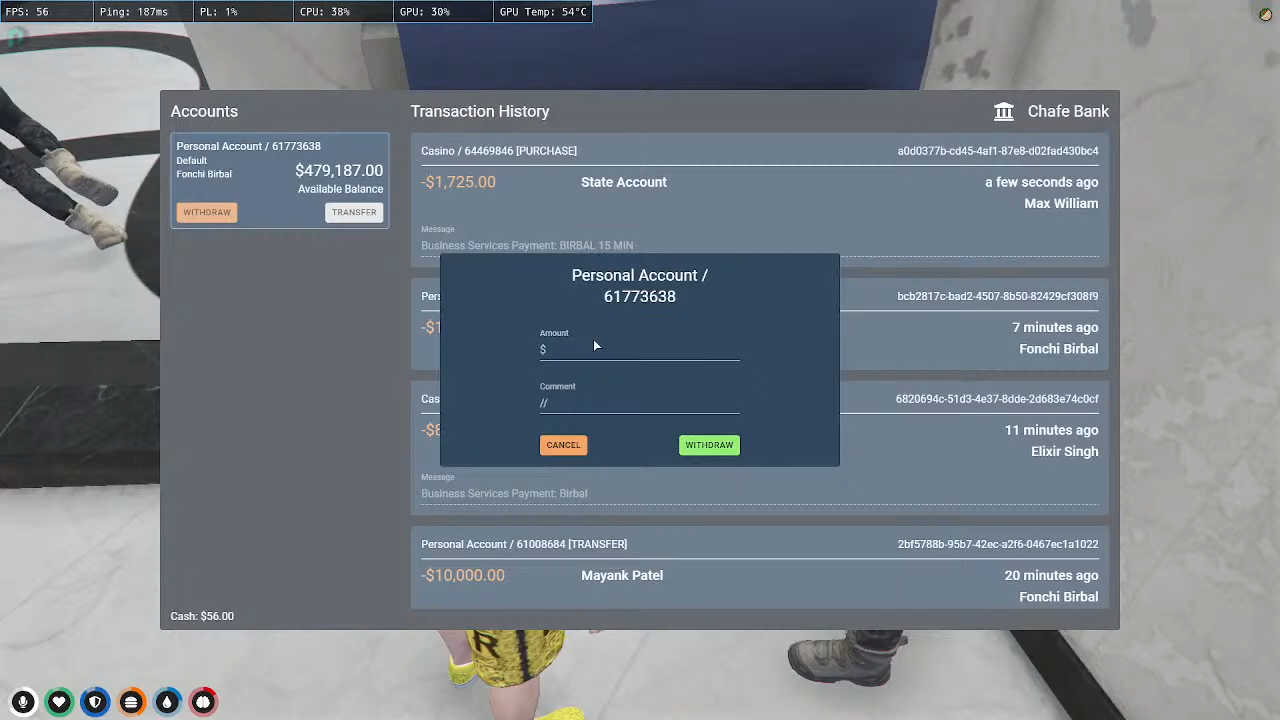 FPS: 56 Ping: 187ms PL: 1% CPU: 38% GPU: 30% GPU Temp: 54°C
Accounts
Personal Account / 61773638
Default
Fonchi Birbal
$479,187.00
Available Balance
WITHDRAW TRANSFER
Cash: $56.00
Transaction History
Chafe Bank
Casino / 64469846 [PURCHASE] a0d0377b-cd45-4af1-87e8-d02fad430bc4
-$1,725.00 State Account a few seconds ago
Max William
Message
Business Services Payment: BIRBAL 15 MIN
Per bcb2817c-bad2-4507-8b50-82429cf308f9
-$1 7 minutes ago
Fonchi Birbal
Cas 6820694c-51d3-4e37-8dde-2d683e74c0cf
-$8 11 minutes ago
Elixir Singh
Message
Business Services Payment: Birbal
Personal Account / 61008684 [TRANSFER] 2bf5788b-95b7-42ec-a2f6-0467ec1a1022
-$10,000.00 Mayank Patel 20 minutes ago
Fonchi Birbal
Personal Account /
61773638
Amount
$
Comment
//
CANCEL WITHDRAW